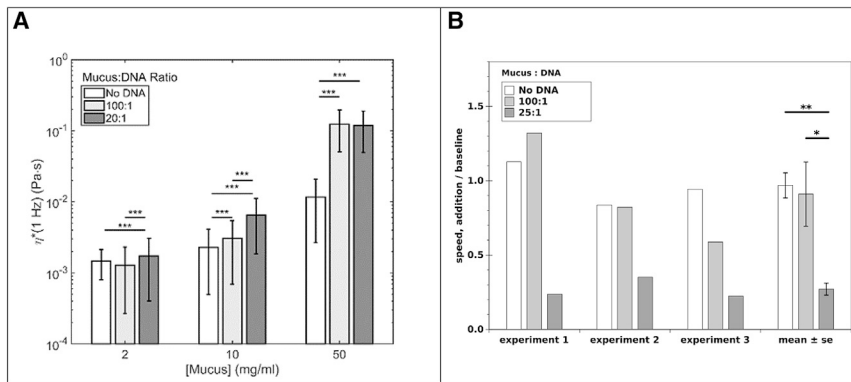 A
Mucus:DNA Ratio
No DNA
100:1
20:1
10⁰
10⁻¹
10⁻²
10⁻³
10⁻⁴
η*(1 Hz) (Pa·s)
***
***
***
***
***
***
***
2
10
50
[Mucus] (mg/ml)
B
Mucus : DNA
No DNA
100:1
25:1
1.5
1.0
0.5
0.0
speed, addition / baseline
**
*
experiment 1
experiment 2
experiment 3
mean ± se